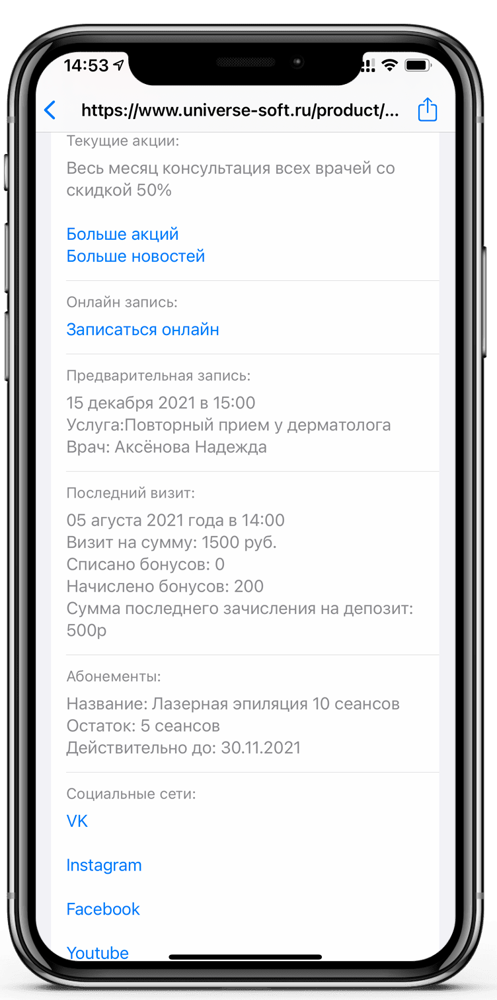 14:53
https://www.universe-soft.ru/product/...
Текущие акции:
Весь месяц консультация всех врачей со
скидкой 50%
Больше акций
Больше новостей
Онлайн запись:
Записаться онлайн
Предварительная запись:
15 декабря 2021 в 15:00
Услуга:Повторный прием у дерматолога
Врач: Аксёнова Надежда
Последний визит:
05 агуста 2021 года в 14:00
Визит на сумму: 1500 руб.
Списано бонусов: 0
Начислено бонусов: 200
Сумма последнего зачисления на депозит:
500р
Абонементы:
Название: Лазерная эпиляция 10 сеансов
Остаток: 5 сеансов
Действительно до: 30.11.2021
Социальные сети:
VK
Instagram
Facebook
Youtube